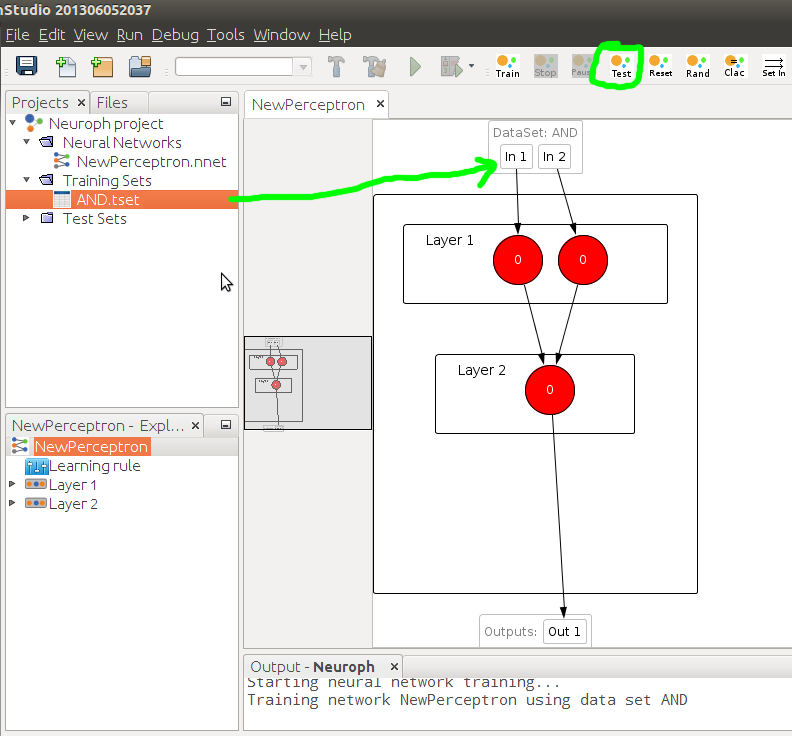 nStudio 201306052037
File Edit View Run Debug Tools Window Help
Train Stop Pause Test Reset Rand Clac Set In
Projects × Files
NewPerceptron ×
Neuroph project
Neural Networks
NewPerceptron.nnet
Training Sets
AND.tset
Test Sets
DataSet: AND
In 1 In 2
Layer 1
0 0
Layer 2
0
Outputs: Out 1
NewPerceptron - Expl... ×
NewPerceptron
Learning rule
Layer 1
Layer 2
Output - Neuroph ×
Starting neural network training...
Training network NewPerceptron using data set AND